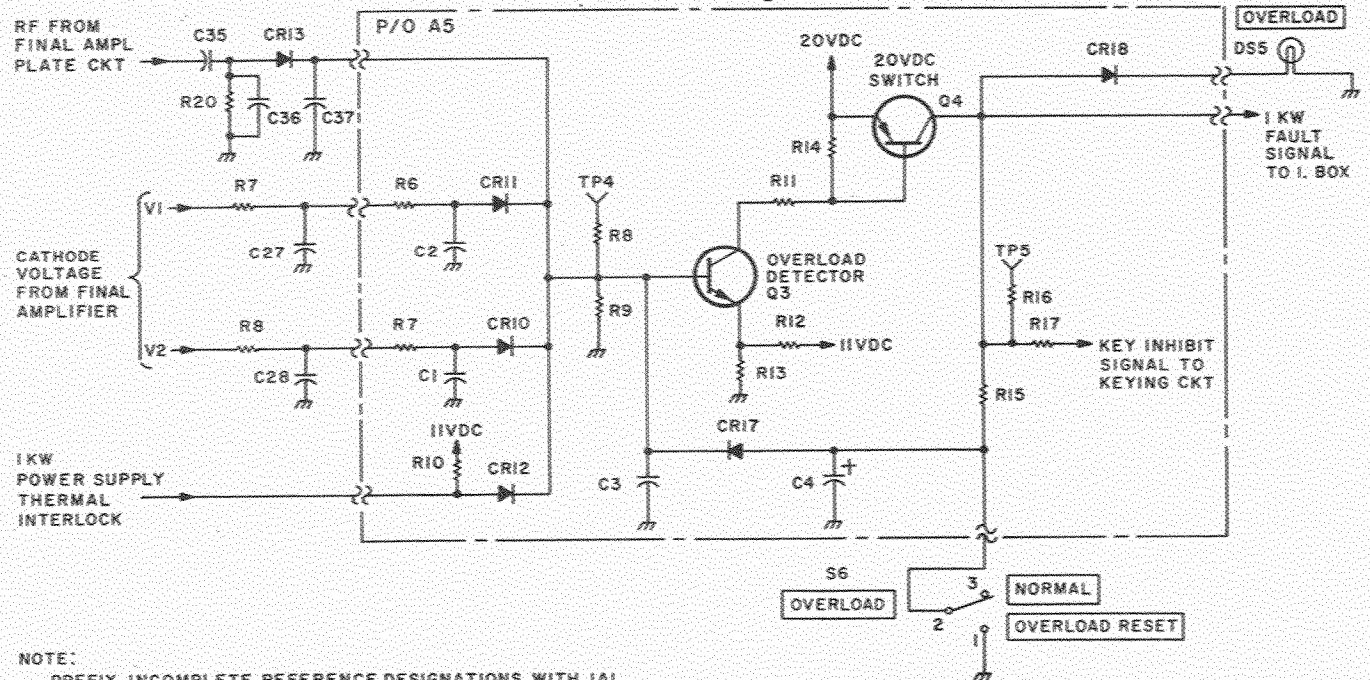 RF FROM
FINAL AMPL
PLATE CKT
C35
CR13
P/O A5
R20
C36
C37
20VDC
20VDC
SWITCH
Q4
CR18
OVERLOAD
DS5
1 KW
FAULT
SIGNAL
TO I. BOX
R14
R11
R7
R6
CR11
TP4
V1
C27
C2
R8
CATHODE
VOLTAGE
FROM FINAL
AMPLIFIER
OVERLOAD
DETECTOR
Q3
TP5
R16
R9
R12
11VDC
R17
KEY INHIBIT
SIGNAL TO
KEYING CKT
R8
R7
CR10
V2
C28
C1
R13
R15
11VDC
R10
CR12
CR17
1 KW
POWER SUPPLY
THERMAL
INTERLOCK
C3
C4
+
S6
OVERLOAD
3
NORMAL
2
OVERLOAD RESET
1
NOTE:
PREFIX INCOMPLETE REFERENCE DESIGNATIONS WITH 1A1